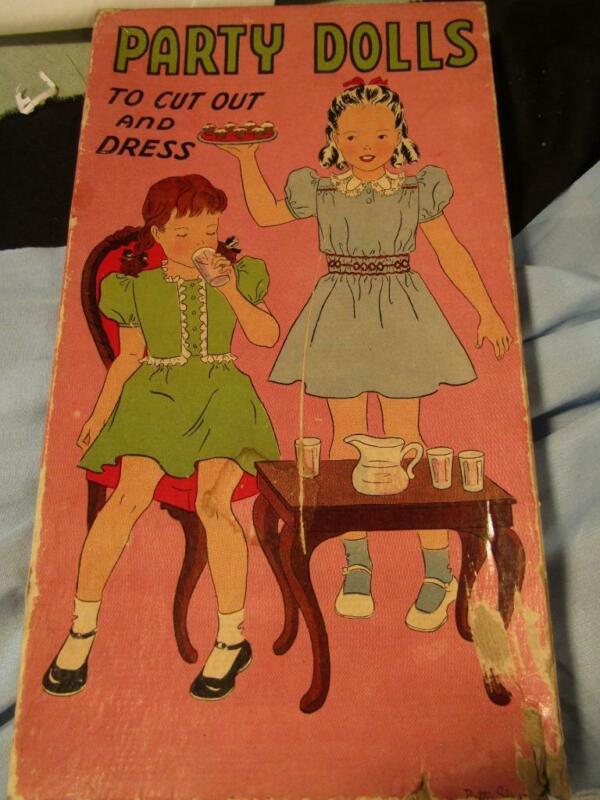 PARTY DOLLS
TO CUT OUT
AND
DRESS